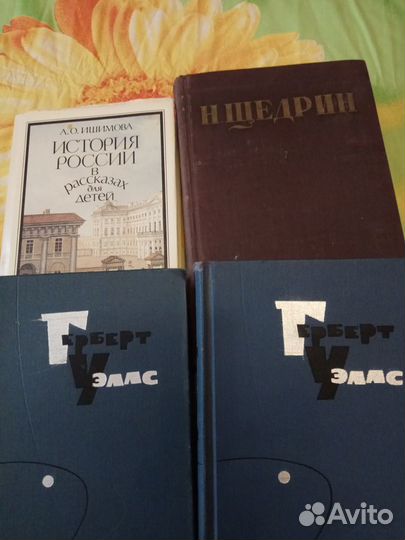 А.О. ИШИМОВА
ИСТОРИЯ
РОССИИ
В
рассказах
для
детей
Н. ЩЕДРИН
ГЕРБЕРТ
УЭЛЛС
ГЕРБЕРТ
УЭЛЛС
Avito